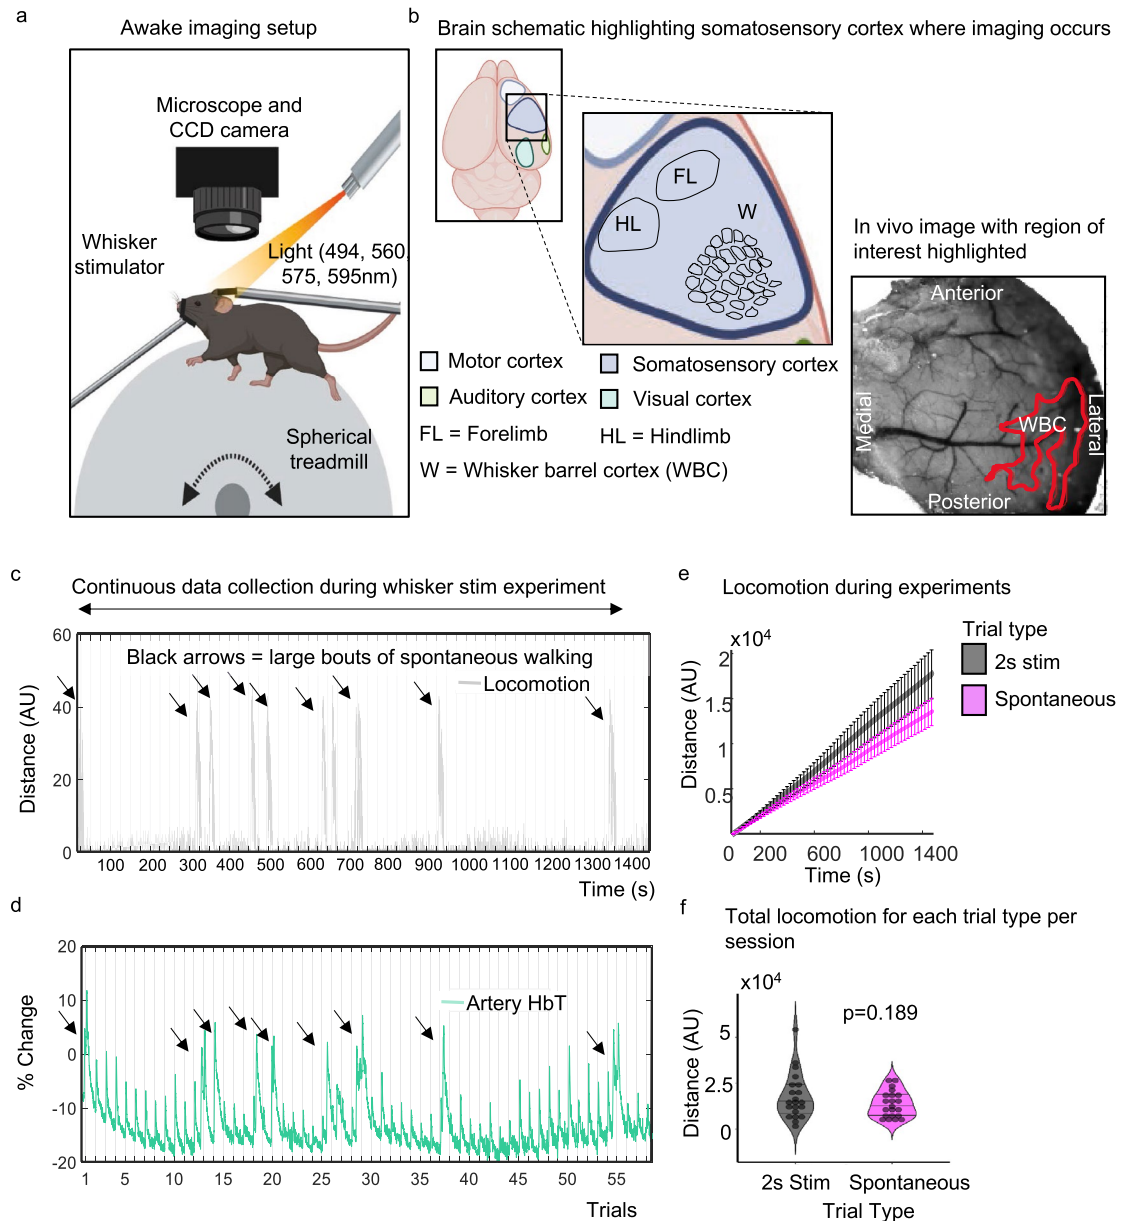 a
Awake imaging setup
Microscope and
CCD camera
Whisker
stimulator
Light (494, 560,
575, 595nm)
Spherical
treadmill
b
Brain schematic highlighting somatosensory cortex where imaging occurs
FL
HL
W
Motor cortex
Somatosensory cortex
Auditory cortex
Visual cortex
FL = Forelimb
HL = Hindlimb
W = Whisker barrel cortex (WBC)
In vivo image with region of
interest highlighted
Anterior
Medial
WBC
Lateral
Posterior
c
Continuous data collection during whisker stim experiment
Black arrows = large bouts of spontaneous walking
Locomotion
Distance (AU)
60
40
20
0
100 200 300 400 500 600 700 800 900 1000 1100 1200 1300 1400
Time (s)
d
Artery HbT
% Change
20
10
0
-10
-20
1 5 10 15 20 25 30 35 40 45 50 55
Trials
e
Locomotion during experiments
x10⁴
Distance (AU)
2
1.5
1
0.5
0 200 600 1000 1400
Time (s)
Trial type
2s stim
Spontaneous
f
Total locomotion for each trial type per
session
x10⁴
p=0.189
Distance (AU)
5
2.5
0
2s Stim Spontaneous
Trial Type